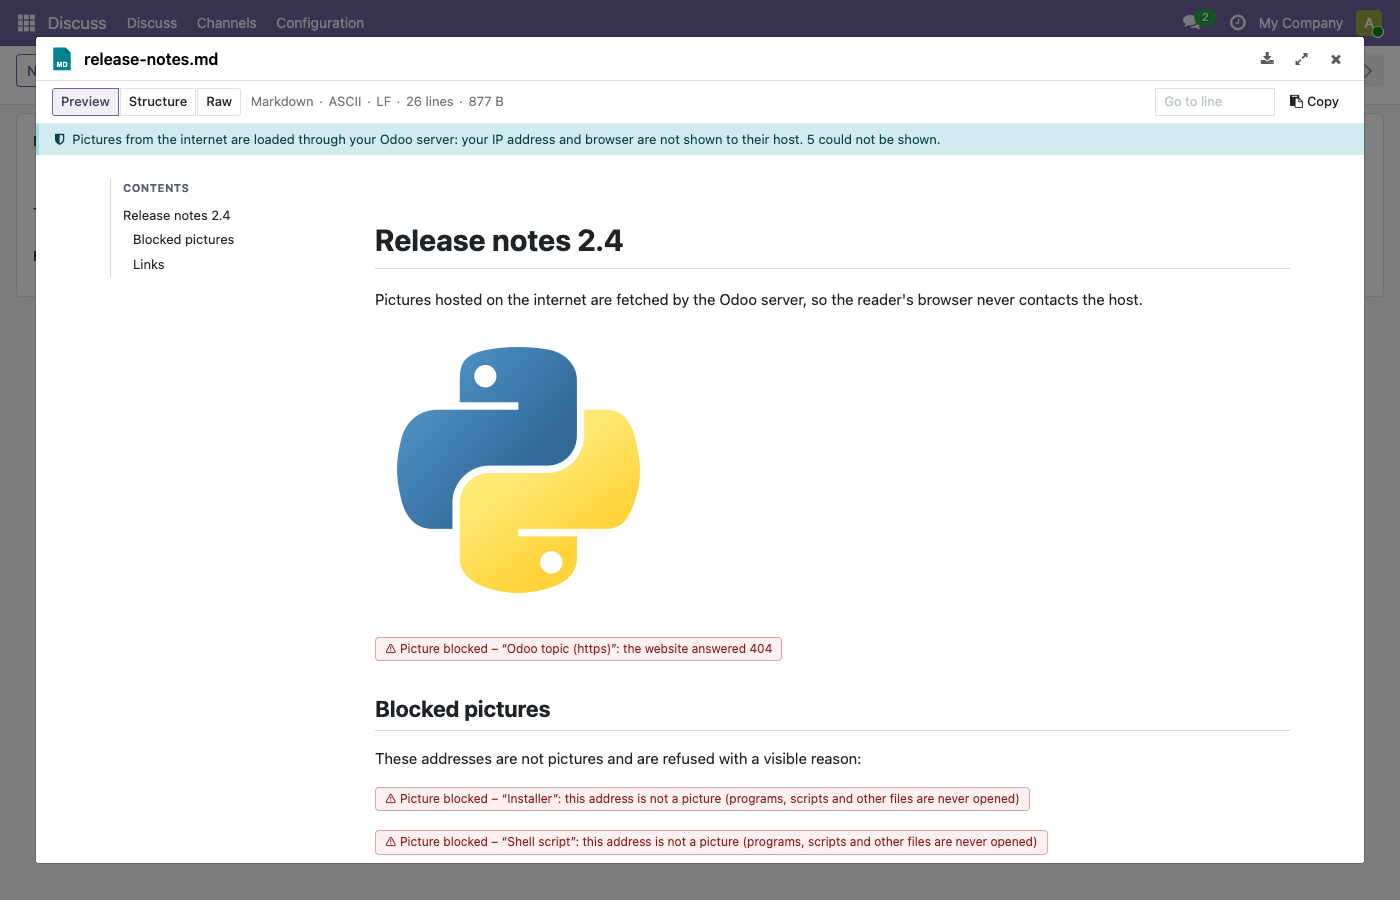 Discuss Discuss Channels Configuration 2 My Company A
MD release-notes.md
Preview Structure Raw Markdown · ASCII · LF · 26 lines · 877 B Go to line Copy
Pictures from the internet are loaded through your Odoo server: your IP address and browser are not shown to their host. 5 could not be shown.
CONTENTS
Release notes 2.4
Blocked pictures
Links
Release notes 2.4
Pictures hosted on the internet are fetched by the Odoo server, so the reader's browser never contacts the host.
Picture blocked – “Odoo topic (https)”: the website answered 404
Blocked pictures
These addresses are not pictures and are refused with a visible reason:
Picture blocked – “Installer”: this address is not a picture (programs, scripts and other files are never opened)
Picture blocked – “Shell script”: this address is not a picture (programs, scripts and other files are never opened)